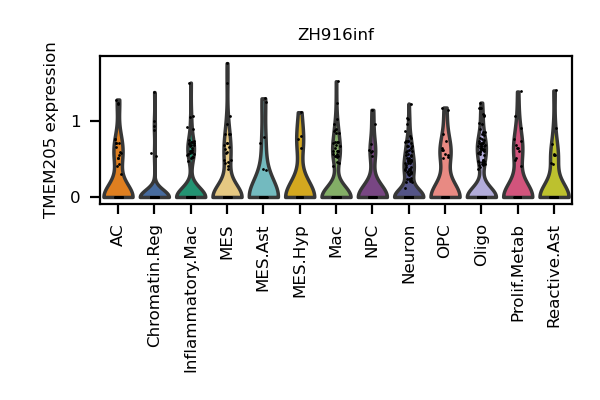 ZH916inf
TMEM205 expression
1
0
AC
Chromatin.Reg
Inflammatory.Mac
MES
MES.Ast
MES.Hyp
Mac
NPC
Neuron
OPC
Oligo
Prolif.Metab
Reactive.Ast